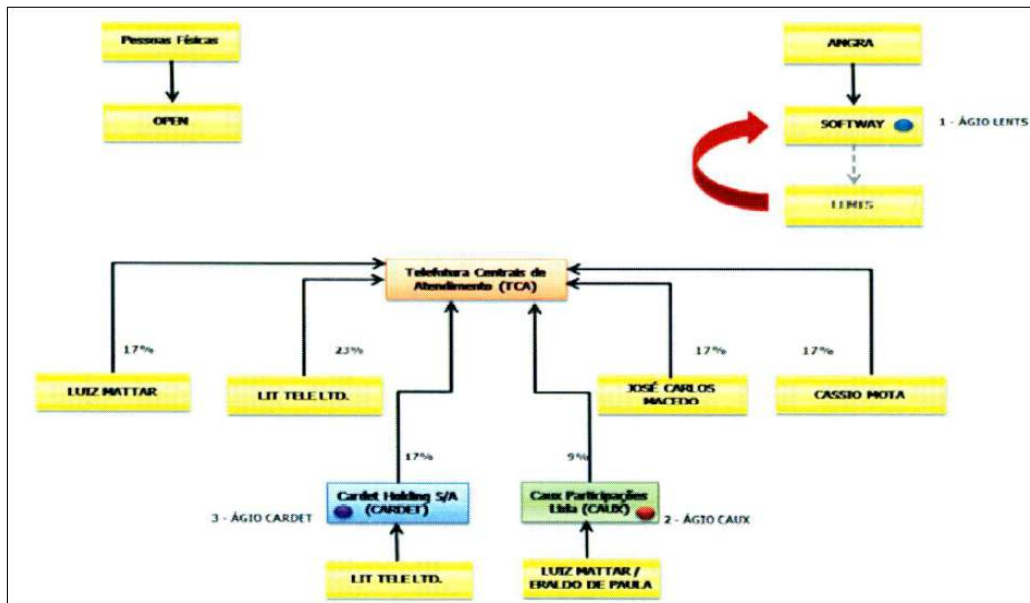 Pessoas Físicas
OPEN
ANGRA
SOFTWAY
1 - ÁGIO LENTS
LENTS
Telefutura Centrais de
Atendimento (TCA)
17%
23%
17%
17%
LUIZ MATTAR
LIT TELE LTD.
JOSÉ CARLOS
MACEDO
CASSIO MOTA
17%
9%
Cardet Holding S/A
(CARDET)
3 - ÁGIO CARDET
Caux Participações
Ltda (CAUX)
2 - ÁGIO CAUX
LIT TELE LTD.
LUIZ MATTAR /
ERALDO DE PAULA